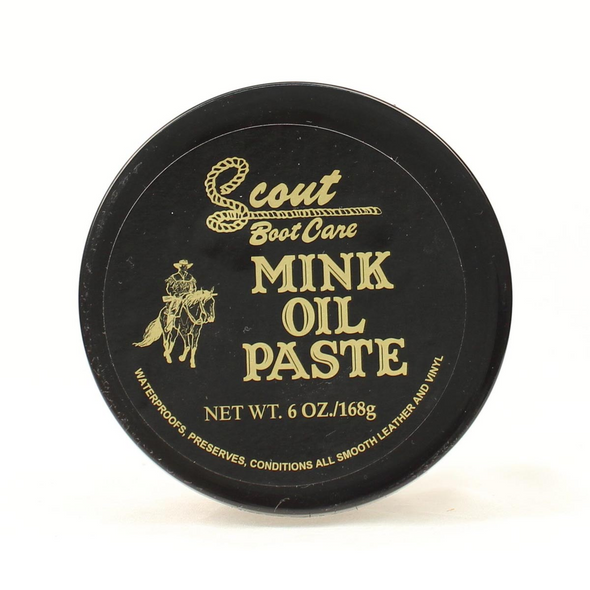 Scout
Boot Care
MINK
OIL
PASTE
NET WT. 6 OZ./168g
WATERPROOFS, PRESERVES, CONDITIONS ALL SMOOTH LEATHER AND VINYL